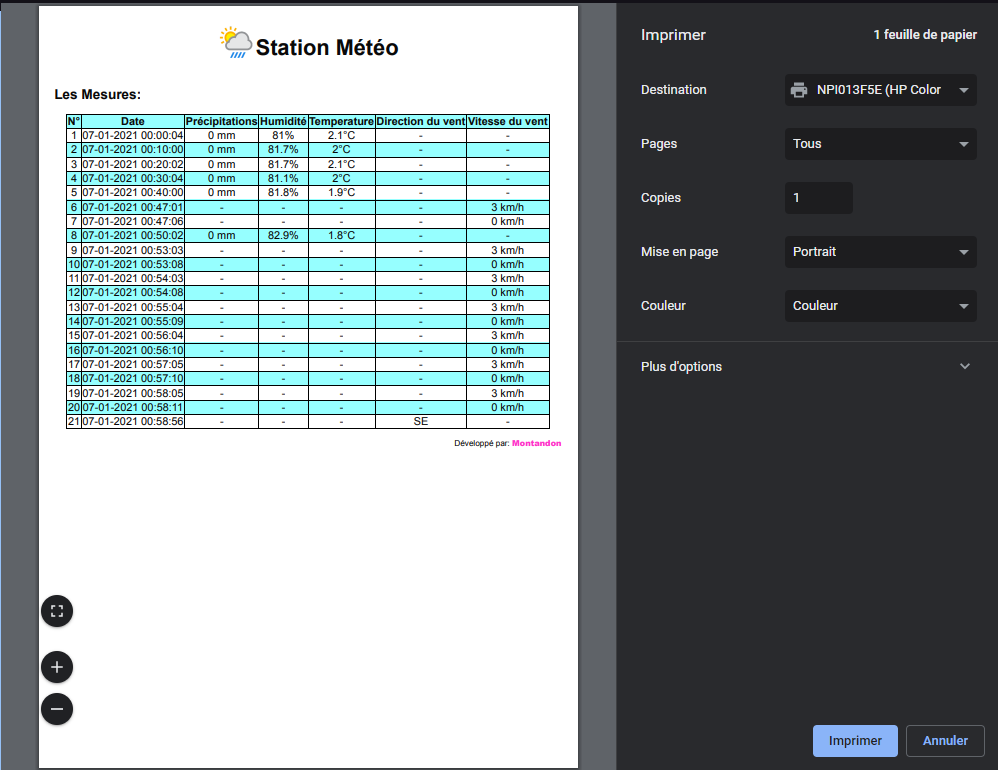 Station Météo
Les Mesures:
N° Date Précipitations Humidité Temperature Direction du vent Vitesse du vent
1 07-01-2021 00:00:04 0 mm 81% 2.1°C - -
2 07-01-2021 00:10:00 0 mm 81.7% 2°C - -
3 07-01-2021 00:20:02 0 mm 81.7% 2.1°C - -
4 07-01-2021 00:30:04 0 mm 81.1% 2°C - -
5 07-01-2021 00:40:00 0 mm 81.8% 1.9°C - -
6 07-01-2021 00:47:01 - - - - 3 km/h
7 07-01-2021 00:47:06 - - - - 0 km/h
8 07-01-2021 00:50:02 0 mm 82.9% 1.8°C - -
9 07-01-2021 00:53:03 - - - - 3 km/h
10 07-01-2021 00:53:08 - - - - 0 km/h
11 07-01-2021 00:54:03 - - - - 3 km/h
12 07-01-2021 00:54:08 - - - - 0 km/h
13 07-01-2021 00:55:04 - - - - 3 km/h
14 07-01-2021 00:55:09 - - - - 0 km/h
15 07-01-2021 00:56:04 - - - - 3 km/h
16 07-01-2021 00:56:10 - - - - 0 km/h
17 07-01-2021 00:57:05 - - - - 3 km/h
18 07-01-2021 00:57:10 - - - - 0 km/h
19 07-01-2021 00:58:05 - - - - 3 km/h
20 07-01-2021 00:58:11 - - - - 0 km/h
21 07-01-2021 00:58:56 - - - SE -
Développé par: Montandon
Imprimer 1 feuille de papier
Destination NPI013F5E (HP Color
Pages Tous
Copies 1
Mise en page Portrait
Couleur Couleur
Plus d'options
Imprimer Annuler